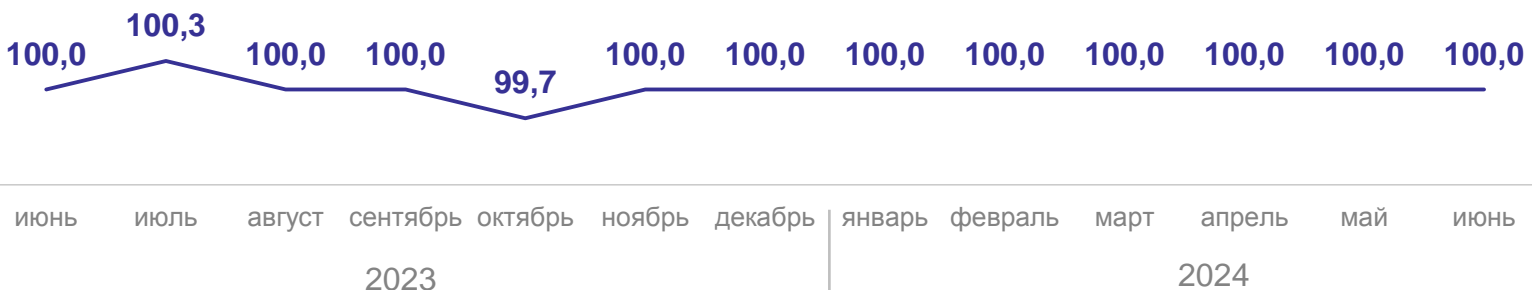 100,3
100,0 100,0 100,0 100,0 100,0 100,0 100,0 100,0 100,0 100,0 100,0
99,7
июнь июль август сентябрь октябрь ноябрь декабрь январь февраль март апрель май июнь
2023 2024